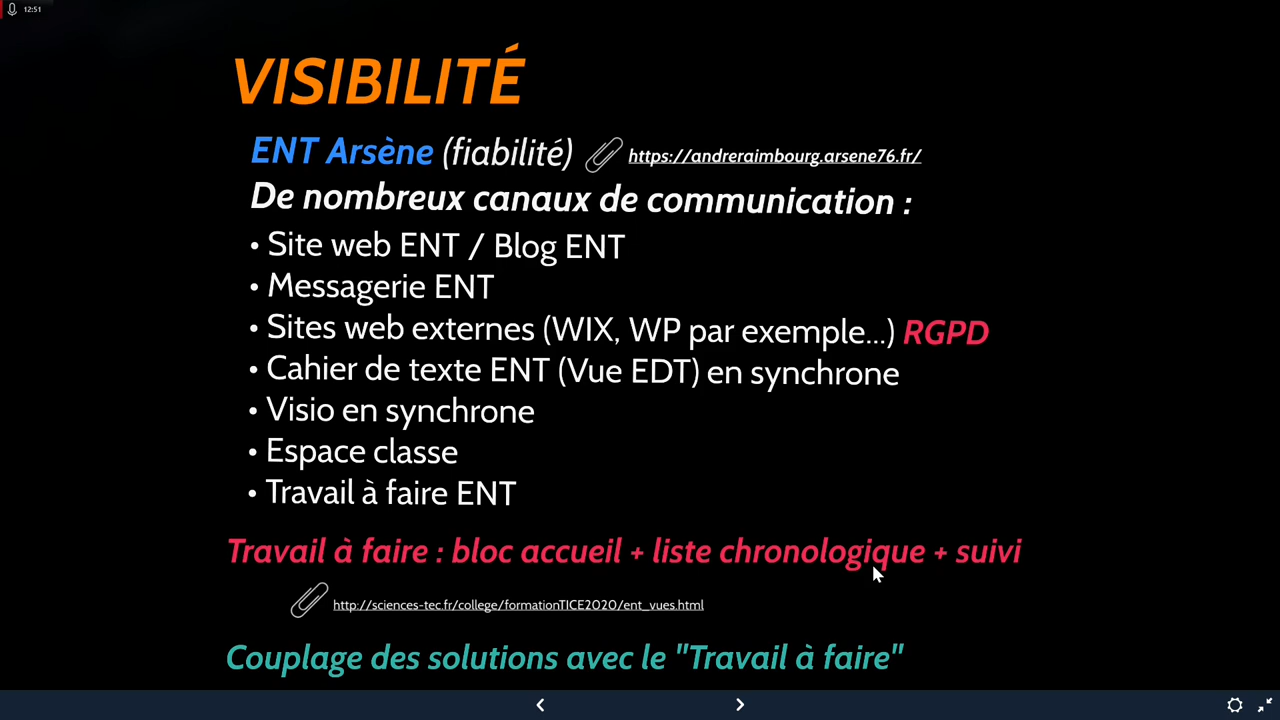 12:51
VISIBILITÉ
ENT Arsène (fiabilité) https://andreraimbourg.arsene76.fr/
De nombreux canaux de communication :
• Site web ENT / Blog ENT
• Messagerie ENT
• Sites web externes (WIX, WP par exemple...) RGPD
• Cahier de texte ENT (Vue EDT) en synchrone
• Visio en synchrone
• Espace classe
• Travail à faire ENT
Travail à faire : bloc accueil + liste chronologique + suivi
http://sciences-tec.fr/college/formationTICE2020/ent_vues.html
Couplage des solutions avec le "Travail à faire"